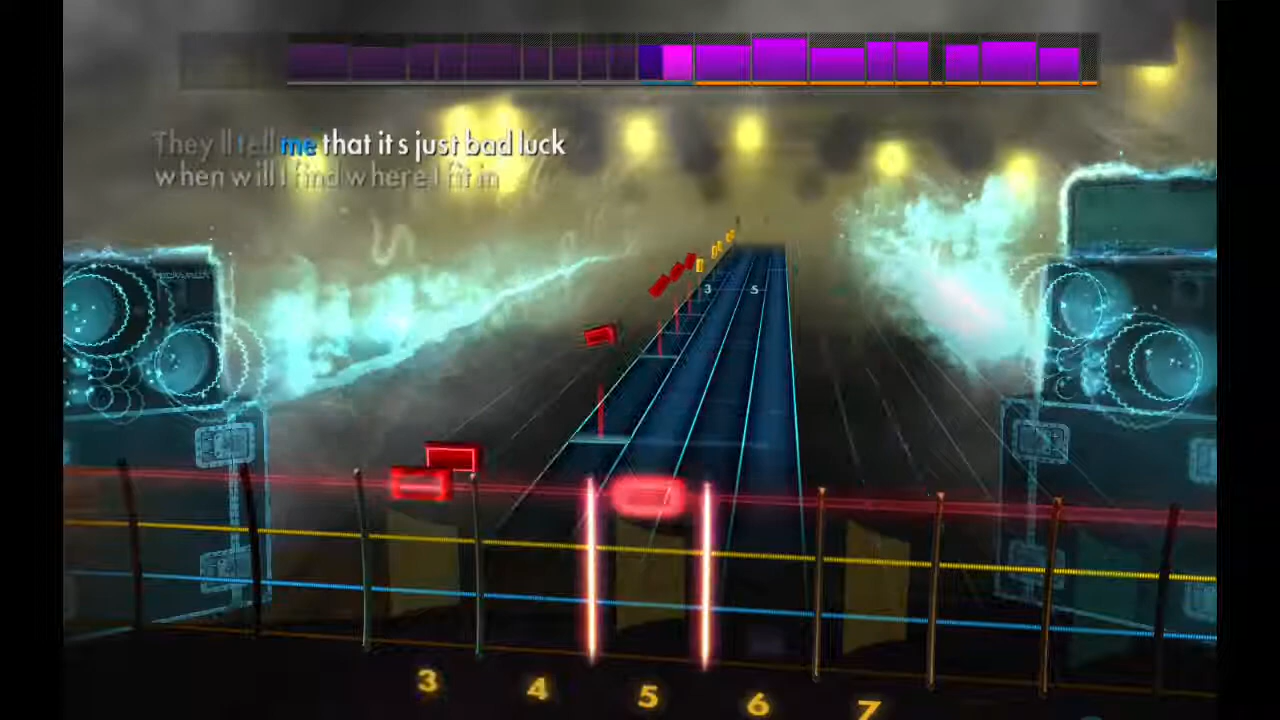 They ll tell me that it s just bad luck
when will I find where I fit in
3 5
3 4 5 6 7